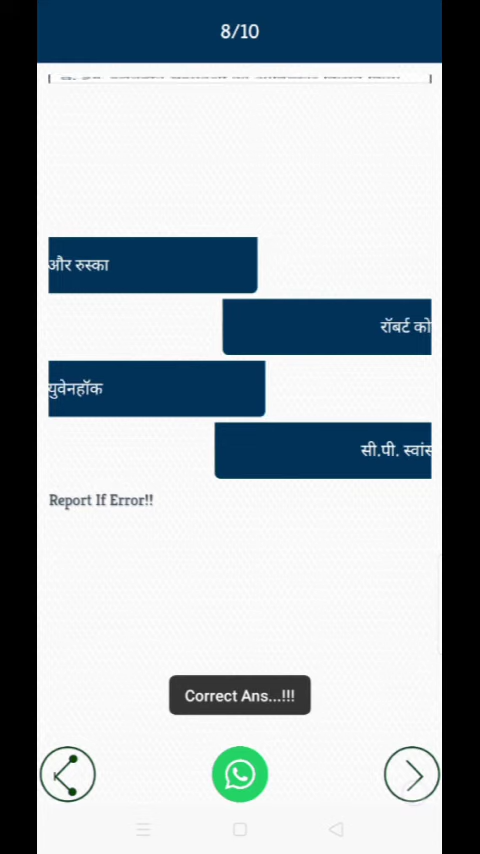 8/10
और रुस्का
रॉबर्ट को
युवेनहॉक
सी.पी. स्वांस
Report If Error!!
Correct Ans...!!!